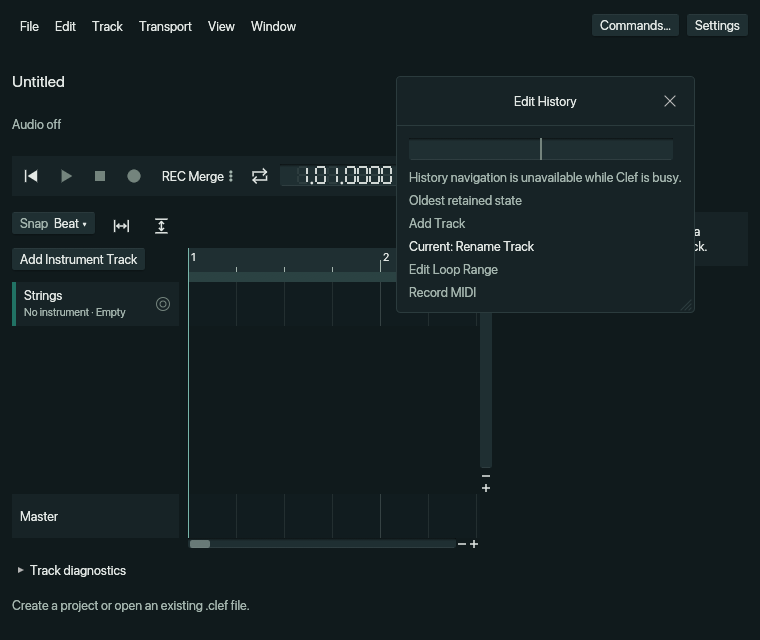 File Edit Track Transport View Window Commands... Settings
Untitled
Edit History
Audio off
REC Merge 1.01.0000
History navigation is unavailable while Clef is busy.
Oldest retained state
Add Track
Current: Rename Track
Edit Loop Range
Record MIDI
Snap Beat
a
ck.
Add Instrument Track
1 2
Strings
No instrument · Empty
Master
Track diagnostics
Create a project or open an existing .clef file.